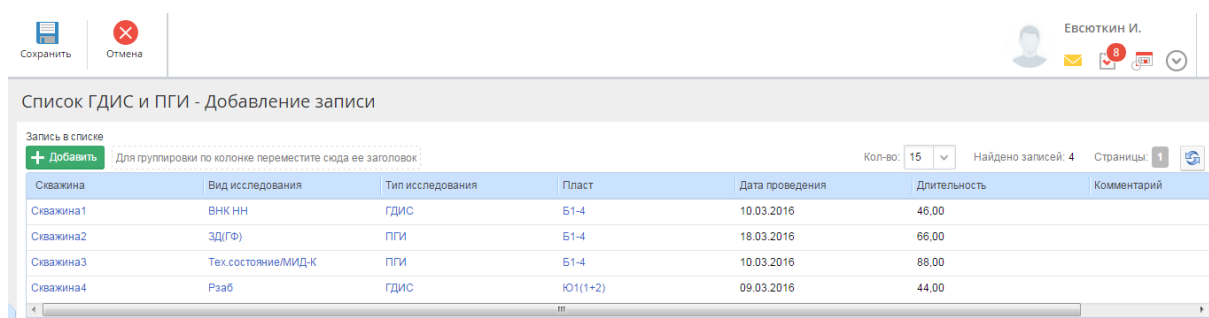 Евсюткин И.
Сохранить Отмена
8
Список ГДИС и ПГИ - Добавление записи
Запись в списке
Добавить Для группировки по колонке переместите сюда ее заголовок Кол-во: 15 Найдено записей: 4 Страницы: 1
Скважина Вид исследования Тип исследования Пласт Дата проведения Длительность Комментарий
Скважина1 ВНК НН ГДИС Б1-4 10.03.2016 46,00
Скважина2 ЗД(ГФ) ПГИ Б1-4 18.03.2016 66,00
Скважина3 Тех.состояние/МИД-К ПГИ Б1-4 10.03.2016 88,00
Скважина4 Рзаб ГДИС Ю1(1+2) 09.03.2016 44,00